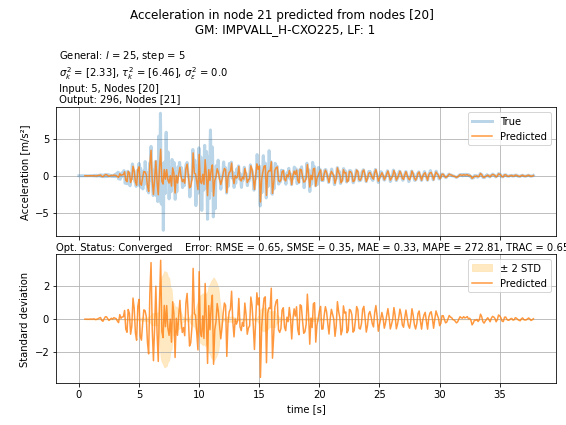 Acceleration in node 21 predicted from nodes [20]
GM: IMPVALL_H-CXO225, LF: 1
General: l = 25, step = 5
σ²ₖ = [2.33], τ²ₖ = [6.46], σ²ε = 0.0
Input: 5, Nodes [20]
Output: 296, Nodes [21]
Acceleration [m/s²]
5
0
−5
True
Predicted
Opt. Status: Converged Error: RMSE = 0.65, SMSE = 0.35, MAE = 0.33, MAPE = 272.81, TRAC = 0.65
Standard deviation
2
0
−2
± 2 STD
Predicted
0 5 10 15 20 25 30 35
time [s]